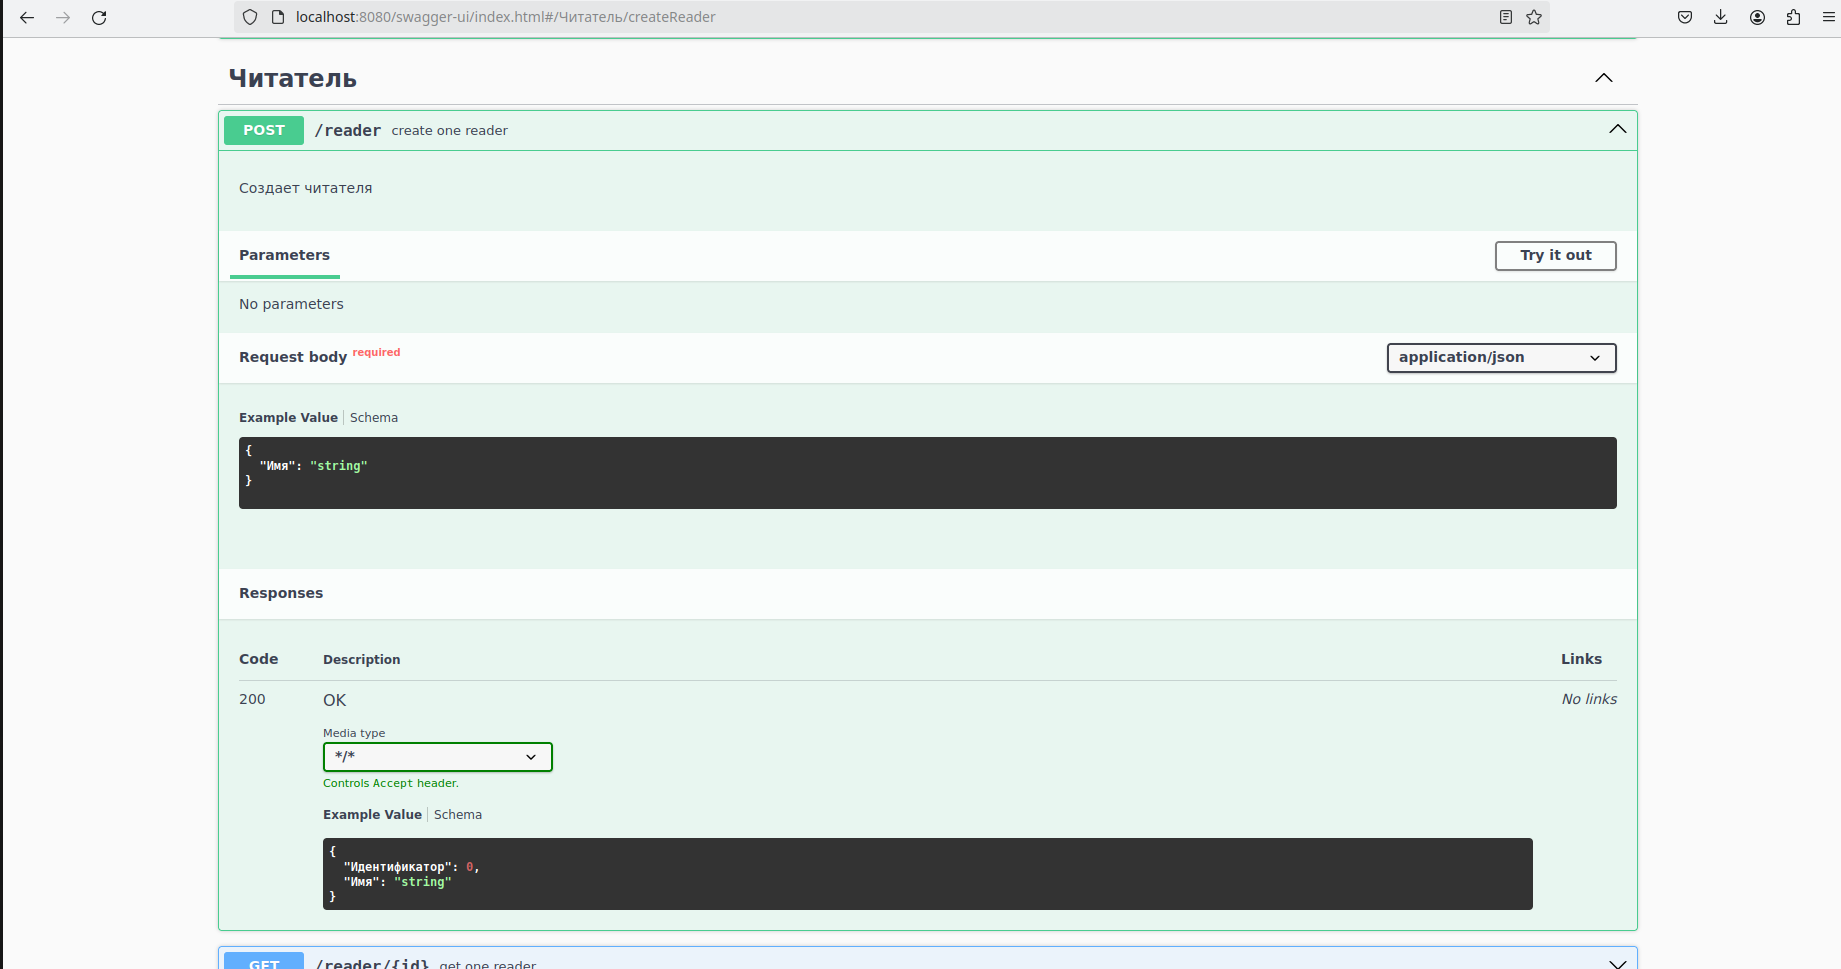 localhost:8080/swagger-ui/index.html#/Читатель/createReader
Читатель
POST /reader create one reader
Создает читателя
Parameters Try it out
No parameters
Request body required application/json
Example Value Schema
{
"Имя": "string"
}
Responses
Code Description Links
200 OK No links
Media type
*/*
Controls Accept header.
Example Value Schema
{
"Идентификатор": 0,
"Имя": "string"
}
GET /reader/{id} get one reader